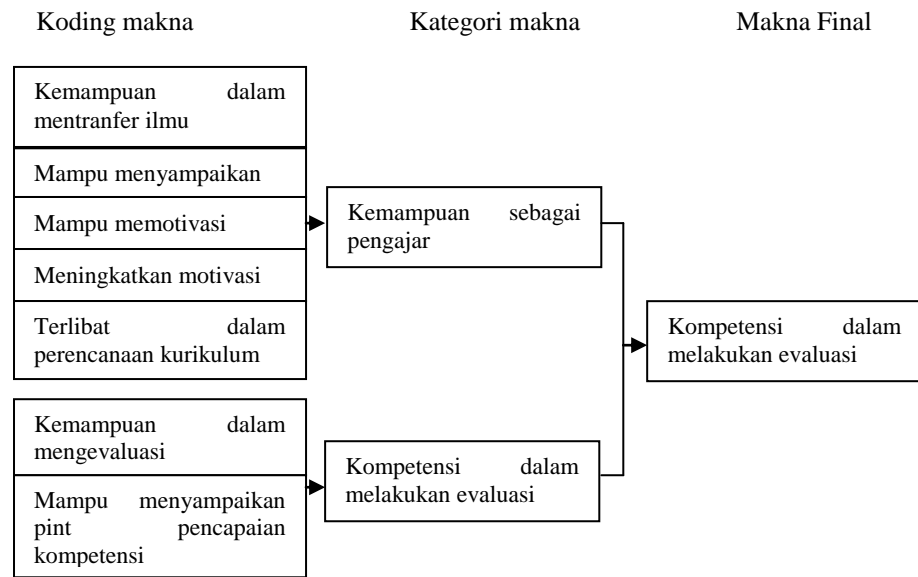 Koding makna
Kategori makna
Makna Final
Kemampuan dalam
mentranfer ilmu
Mampu menyampaikan
Mampu memotivasi
Meningkatkan motivasi
Terlibat dalam
perencanaan kurikulum
Kemampuan sebagai
pengajar
Kompetensi dalam
melakukan evaluasi
Kemampuan dalam
mengevaluasi
Mampu menyampaikan
pint pencapaian
kompetensi
Kompetensi dalam
melakukan evaluasi